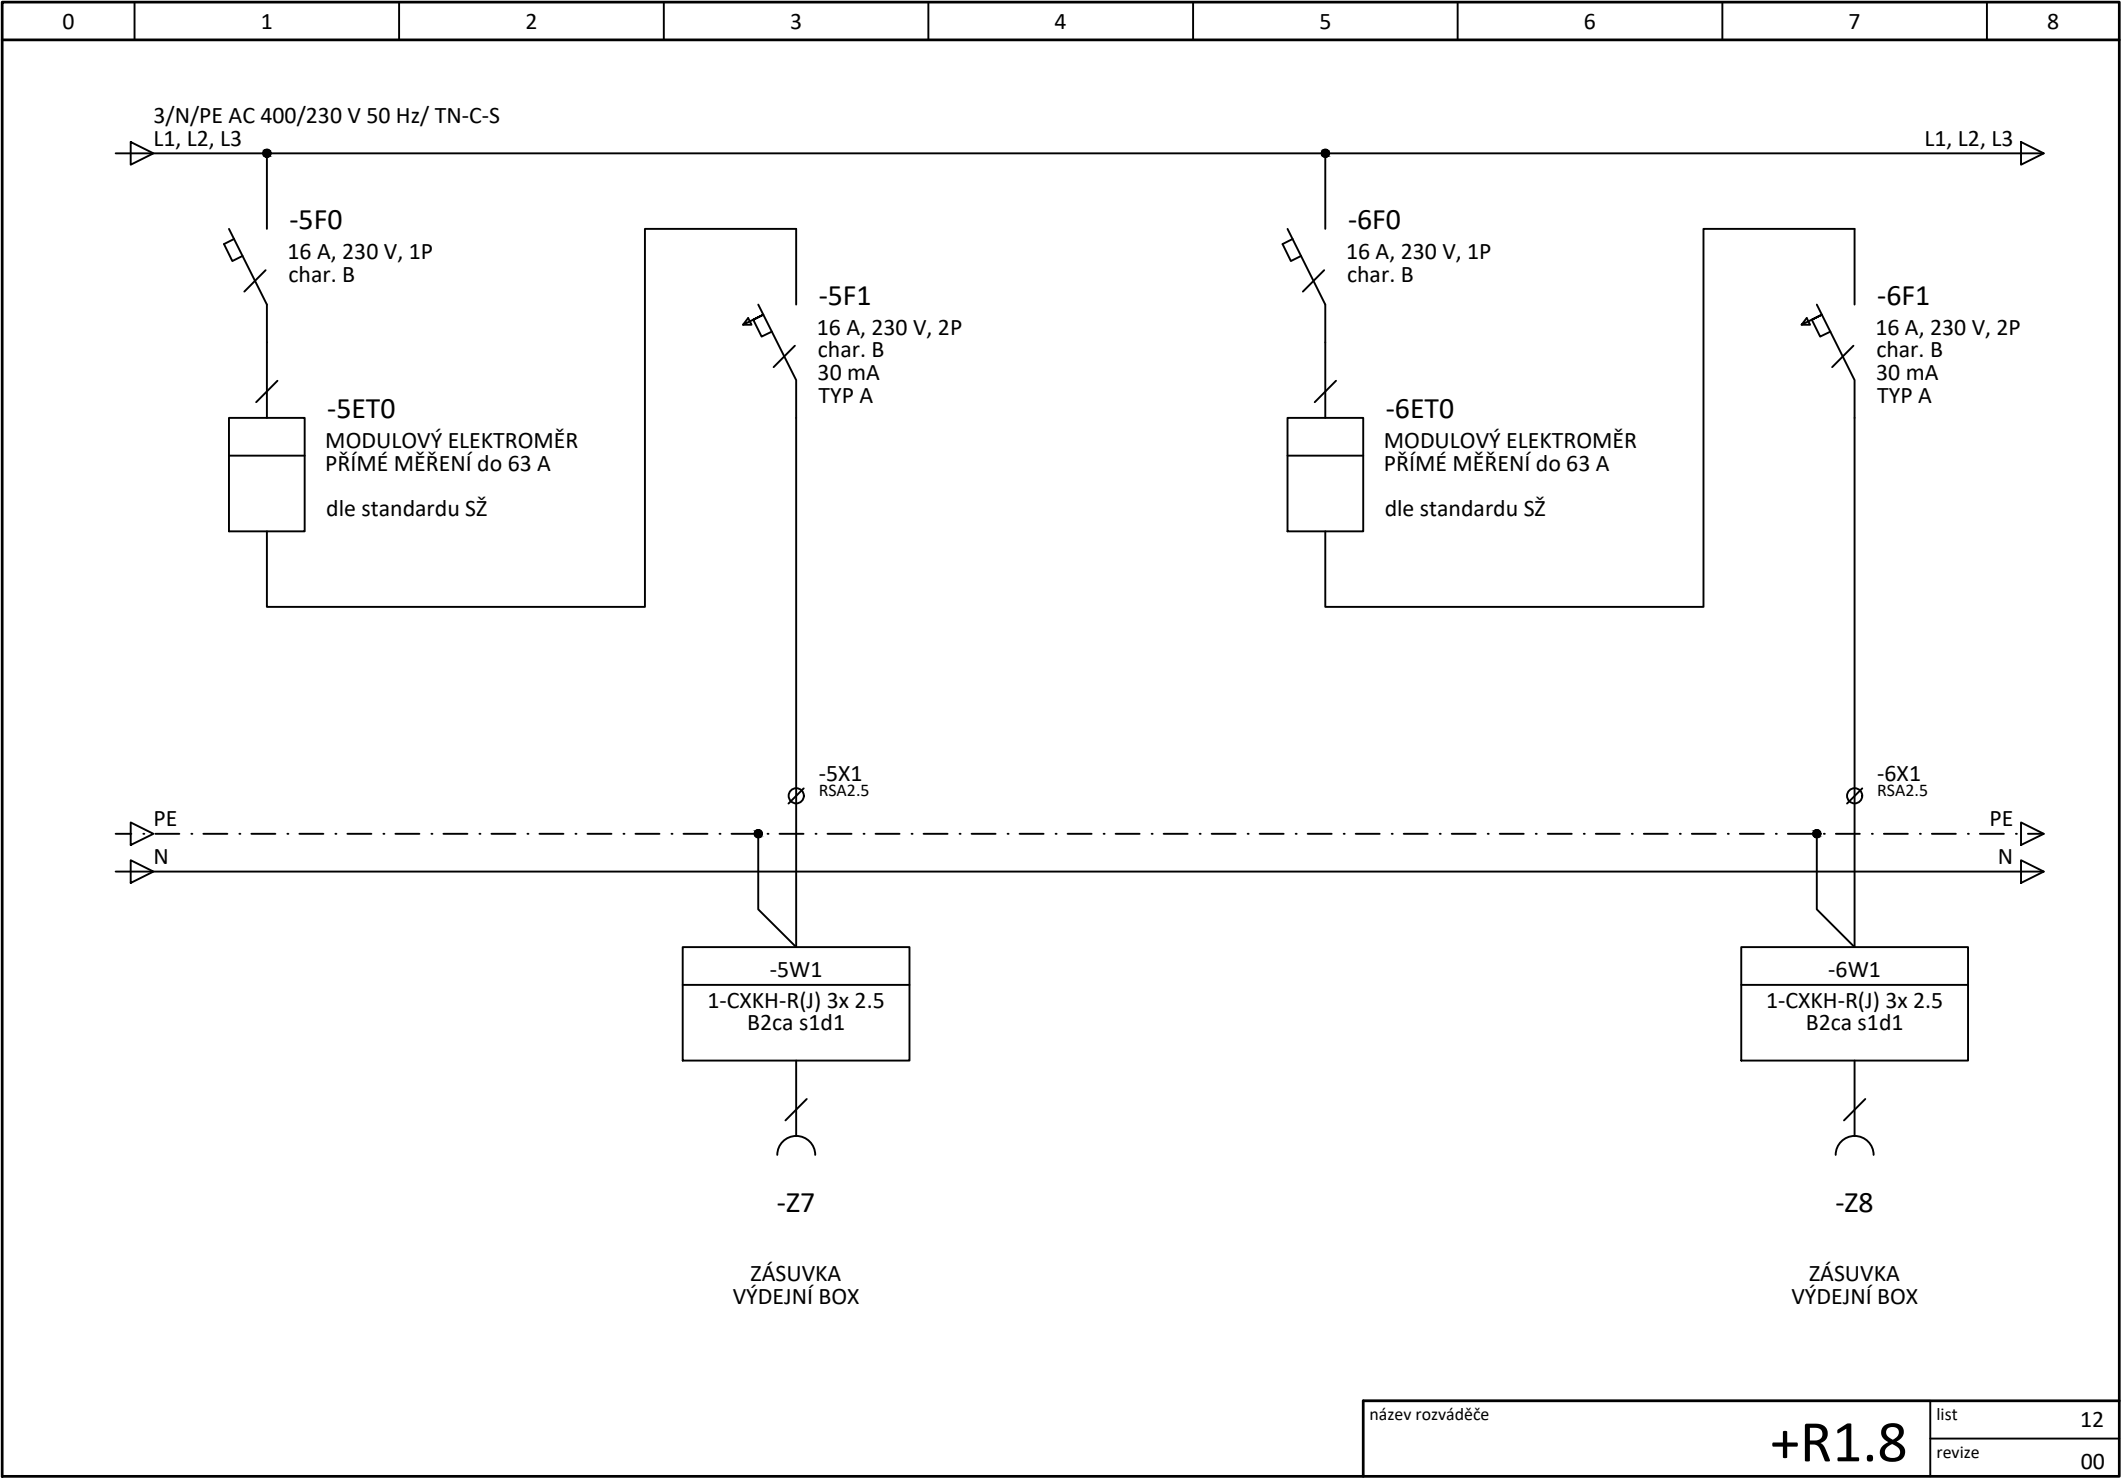 0 1 2 3 4 5 6 7 8
3/N/PE AC 400/230 V 50 Hz/ TN-C-S
L1, L2, L3
L1, L2, L3
-5F0
16 A, 230 V, 1P
char. B
-5F1
16 A, 230 V, 2P
char. B
30 mA
TYP A
-5ET0
MODULOVÝ ELEKTROMĚR
PŘÍMÉ MĚŘENÍ do 63 A
dle standardu SŽ
-6F0
16 A, 230 V, 1P
char. B
-6F1
16 A, 230 V, 2P
char. B
30 mA
TYP A
-6ET0
MODULOVÝ ELEKTROMĚR
PŘÍMÉ MĚŘENÍ do 63 A
dle standardu SŽ
-5X1
RSA2.5
-6X1
RSA2.5
PE
PE
N
N
-5W1
1-CXKH-R(J) 3x 2.5
B2ca s1d1
-6W1
1-CXKH-R(J) 3x 2.5
B2ca s1d1
-Z7
ZÁSUVKA
VÝDEJNÍ BOX
-Z8
ZÁSUVKA
VÝDEJNÍ BOX
název rozváděče
+R1.8
list 12
revize 00